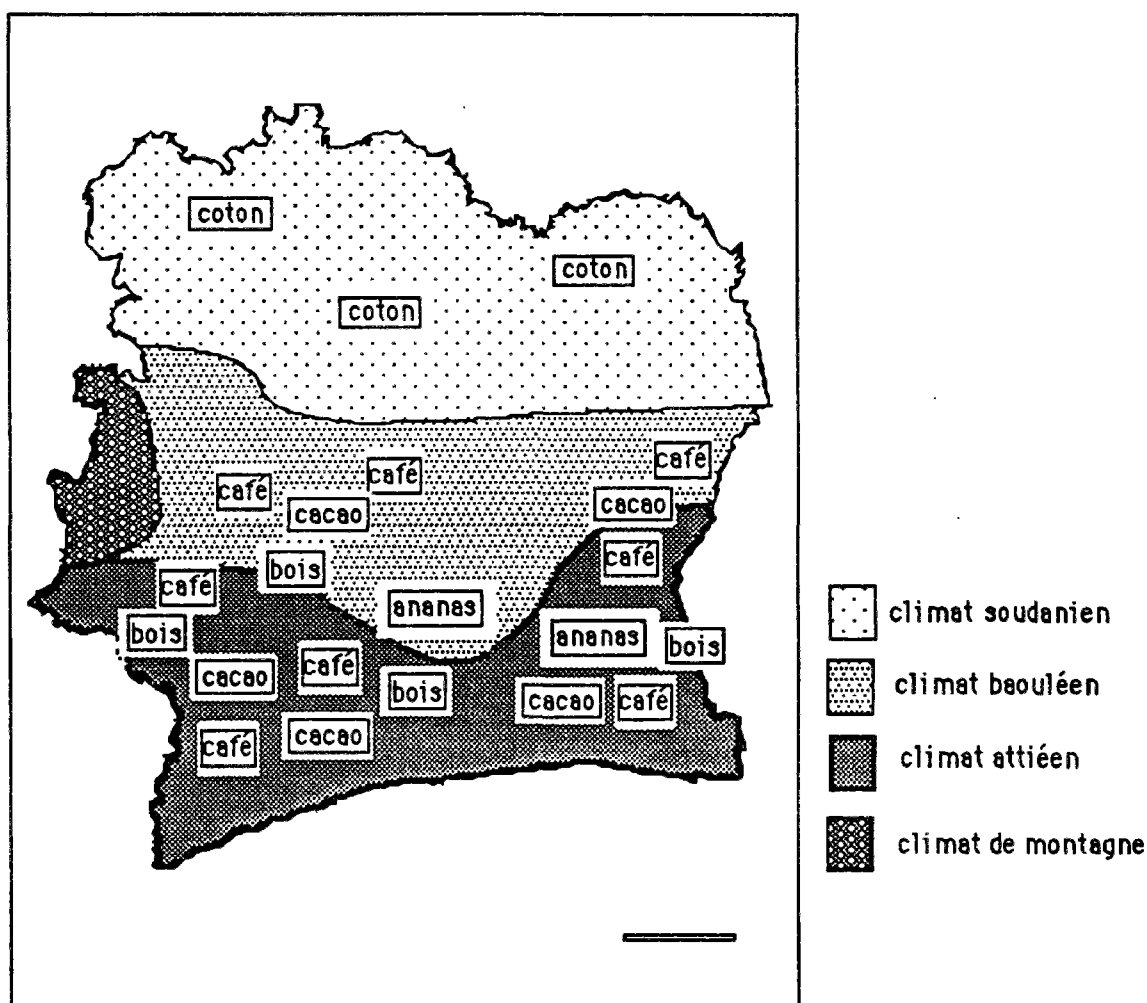 coton
coton
coton
café
café
café
cacao
cacao
café
bois
café
ananas
bois
ananas
bois
café
cacao
bois
cacao
café
cacao
café
climat soudanien
climat baouléen
climat attiéen
climat de montagne